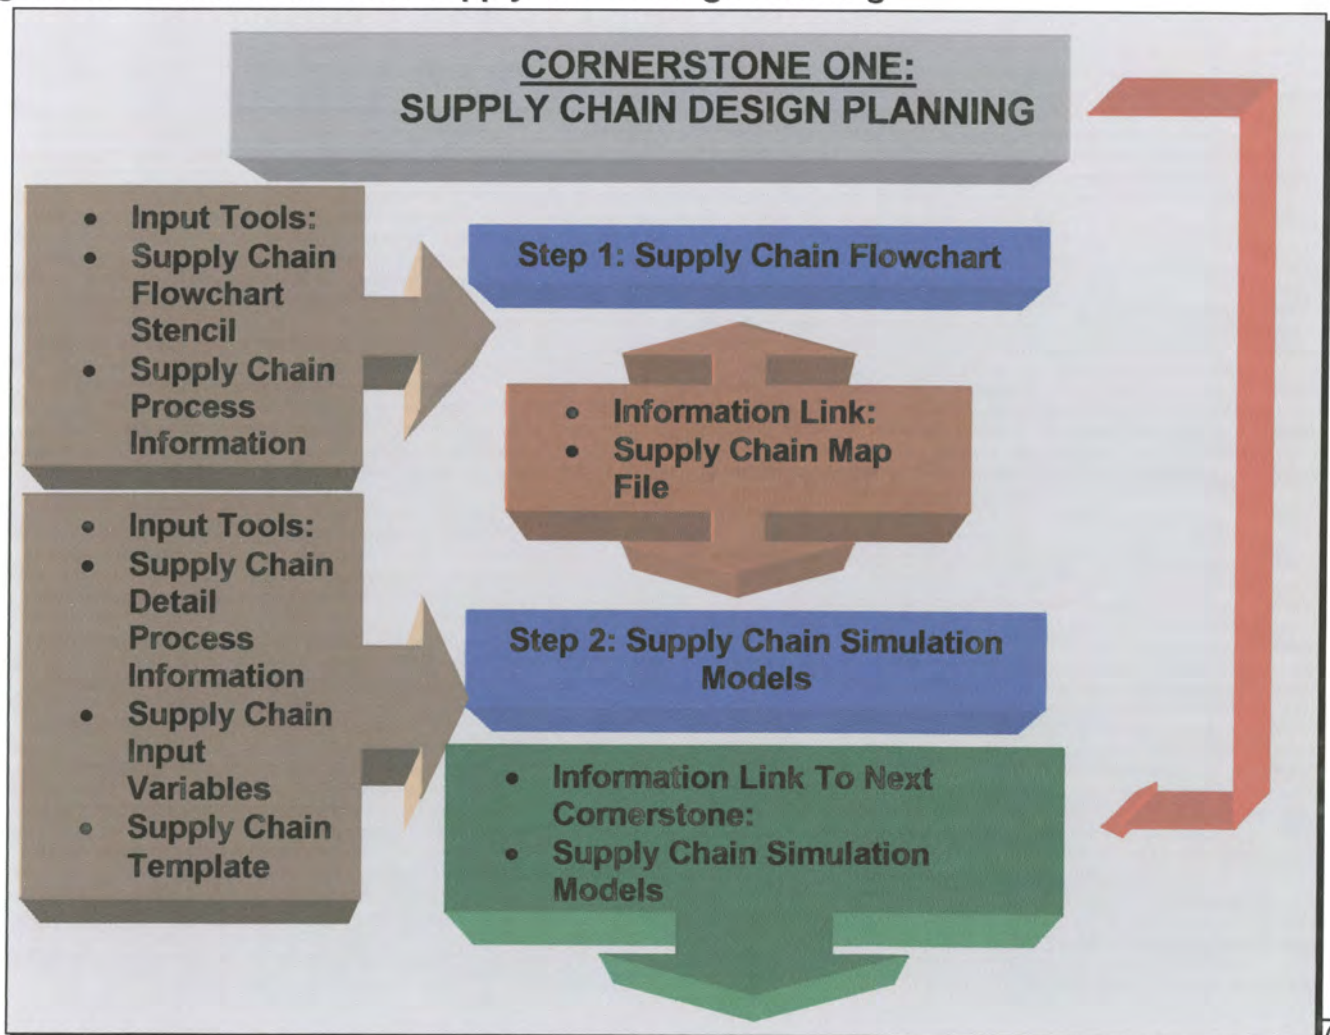 CORNERSTONE ONE:
SUPPLY CHAIN DESIGN PLANNING
• Input Tools:
• Supply Chain
Flowchart
Stencil
• Supply Chain
Process
Information
Step 1: Supply Chain Flowchart
• Information Link:
• Supply Chain Map
File
• Input Tools:
• Supply Chain
Detail
Process
Information
• Supply Chain
Input
Variables
• Supply Chain
Template
Step 2: Supply Chain Simulation
Models
• Information Link To Next
Cornerstone:
• Supply Chain Simulation
Models